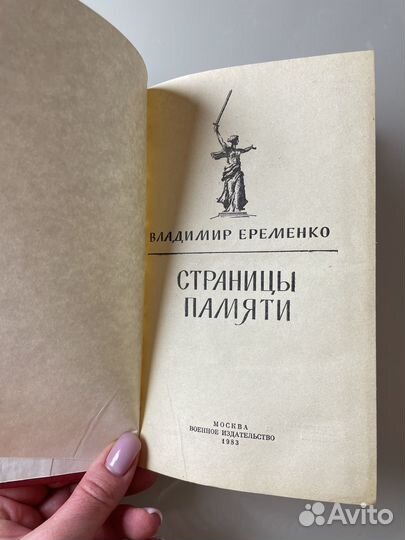 ВЛАДИМИР ЕРЕМЕНКО
СТРАНИЦЫ
ПАМЯТИ
МОСКВА
ВОЕННОЕ ИЗДАТЕЛЬСТВО
1983
Avito